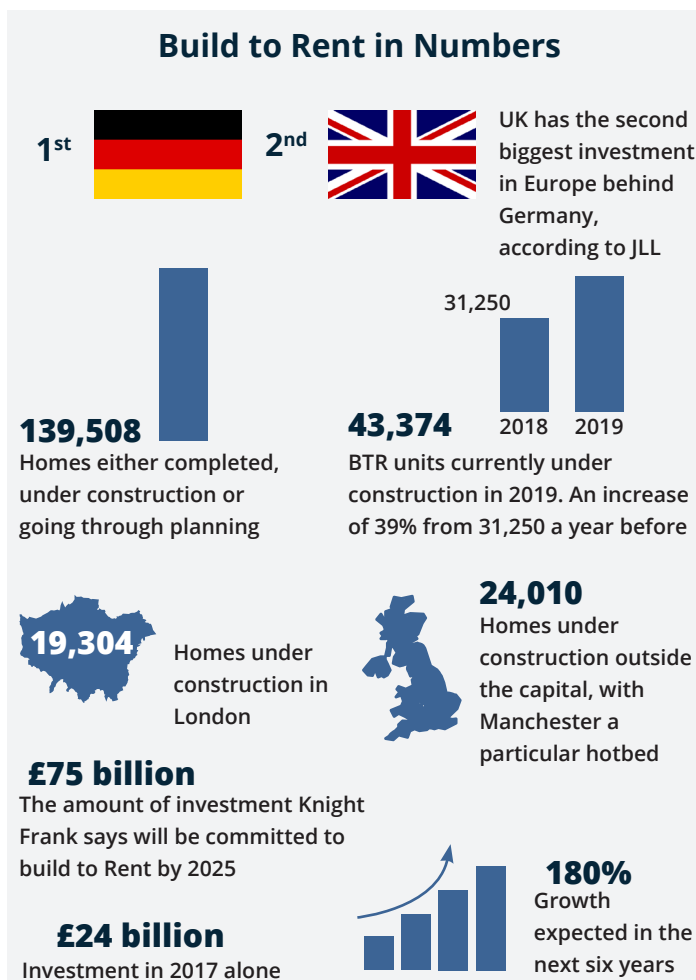 Build to Rent in Numbers
1st
2nd
UK has the second
biggest investment
in Europe behind
Germany,
according to JLL
139,508
Homes either completed,
under construction or
going through planning
31,250
2018
2019
43,374
BTR units currently under
construction in 2019. An increase
of 39% from 31,250 a year before
19,304
Homes under
construction in
London
24,010
Homes under
construction outside
the capital, with
Manchester a
particular hotbed
£75 billion
The amount of investment Knight
Frank says will be committed to
build to Rent by 2025
£24 billion
Investment in 2017 alone
180%
Growth
expected in the
next six years